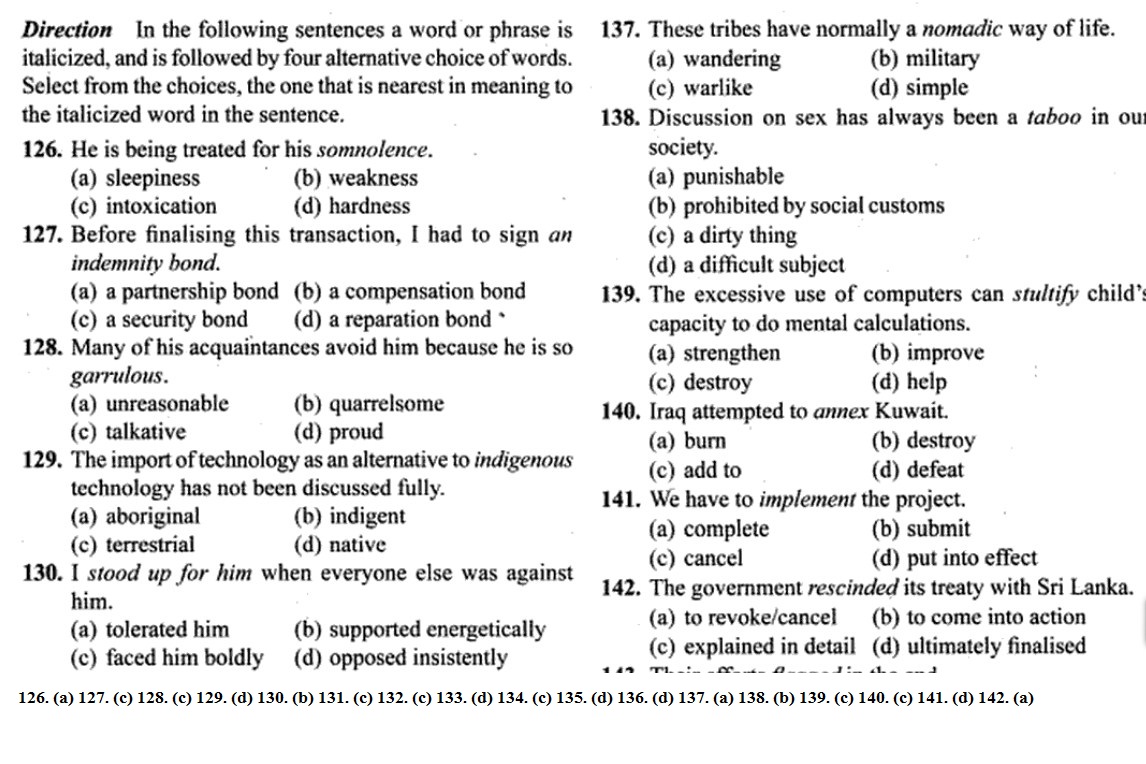 Direction In the following sentences a word or phrase is
italicized, and is followed by four alternative choice of words.
Select from the choices, the one that is nearest in meaning to
the italicized word in the sentence.
126. He is being treated for his somnolence.
(a) sleepiness (b) weakness
(c) intoxication (d) hardness
127. Before finalising this transaction, I had to sign an
indemnity bond.
(a) a partnership bond (b) a compensation bond
(c) a security bond (d) a reparation bond
128. Many of his acquaintances avoid him because he is so
garrulous.
(a) unreasonable (b) quarrelsome
(c) talkative (d) proud
129. The import of technology as an alternative to indigenous
technology has not been discussed fully.
(a) aboriginal (b) indigent
(c) terrestrial (d) native
130. I stood up for him when everyone else was against
him.
(a) tolerated him (b) supported energetically
(c) faced him boldly (d) opposed insistently
137. These tribes have normally a nomadic way of life.
(a) wandering (b) military
(c) warlike (d) simple
138. Discussion on sex has always been a taboo in our
society.
(a) punishable
(b) prohibited by social customs
(c) a dirty thing
(d) a difficult subject
139. The excessive use of computers can stultify child's
capacity to do mental calculations.
(a) strengthen (b) improve
(c) destroy (d) help
140. Iraq attempted to annex Kuwait.
(a) burn (b) destroy
(c) add to (d) defeat
141. We have to implement the project.
(a) complete (b) submit
(c) cancel (d) put into effect
142. The government rescinded its treaty with Sri Lanka.
(a) to revoke/cancel (b) to come into action
(c) explained in detail (d) ultimately finalised
126. (a) 127. (c) 128. (c) 129. (d) 130. (b) 131. (c) 132. (c) 133. (d) 134. (c) 135. (d) 136. (d) 137. (a) 138. (b) 139. (c) 140. (c) 141. (d) 142. (a)